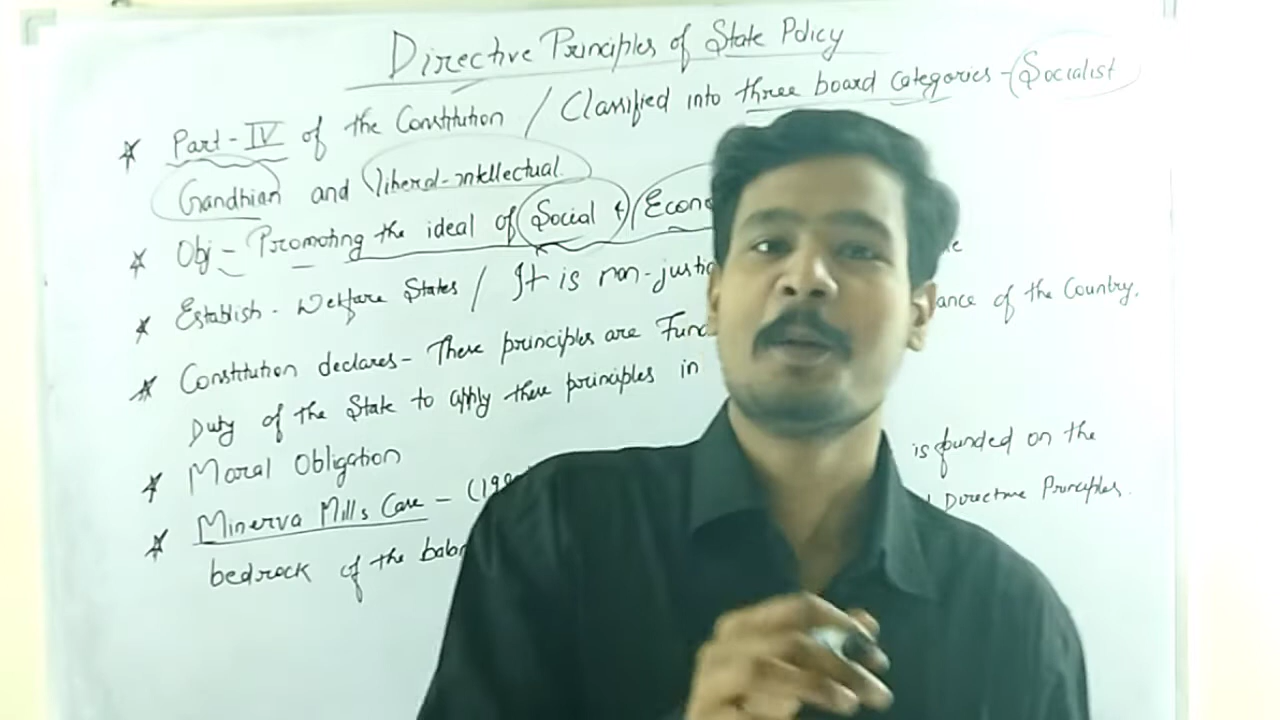 Directive Principles of State Policy
* Part-IV of the Constitution / Classified into three board categories - Socialist
Gandhian and liberal-intellectual.
* Obj - Promoting the ideal of Social & Econo
* Establish - Welfare States / It is non-justic
* Constitution declares - These principles are Fund ance of the Country.
Duty of the State to apply these principles in
* Moral Obligation is founded on the
* Minerva Mills Case - (198 Directive Principles.
bedrock of the balan